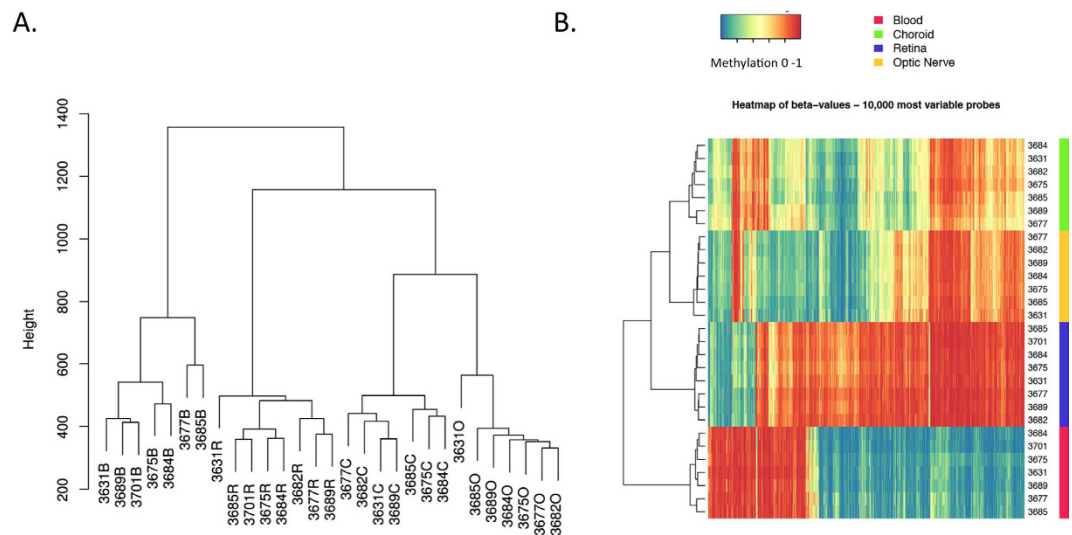 A.
1400
1200
1000
800
600
400
200
Height
3631B
3689B
3701B
3675B
3684B
3677B
3685B
3631R
3685R
3701R
3675R
3684R
3682R
3677R
3689R
3677C
3682C
3631C
3689C
3685C
3675C
3684C
3631O
3685O
3689O
3684O
3675O
3677O
3682O
B.
Methylation 0 -1
Blood
Choroid
Retina
Optic Nerve
Heatmap of beta-values – 10,000 most variable probes
3684
3631
3682
3675
3685
3689
3677
3677
3682
3689
3684
3675
3685
3631
3685
3701
3684
3675
3631
3677
3689
3682
3684
3701
3675
3631
3689
3677
3685